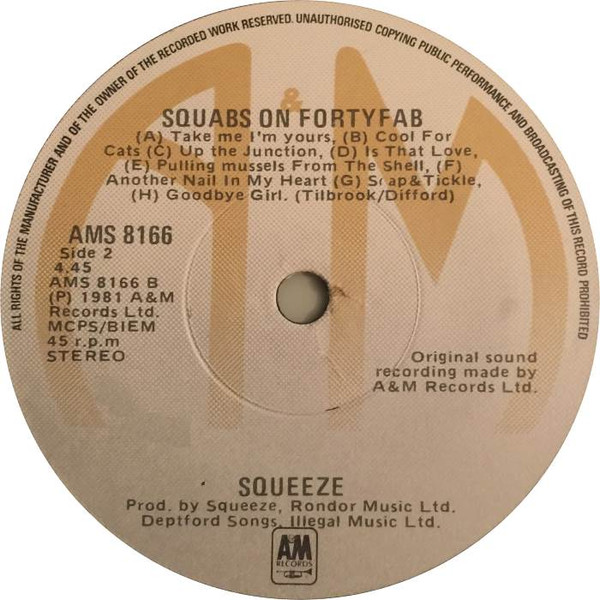 ALL RIGHTS OF THE MANUFACTURER AND OF THE OWNER OF THE RECORDED WORK RESERVED. UNAUTHORISED COPYING PUBLIC PERFORMANCE AND BROADCASTING OF THIS RECORD PROHIBITED
A&M
SQUABS ON FORTYFAB
(A) Take me I'm yours, (B) Cool For
Cats (C) Up the Junction, (D) Is That Love,
(E) Pulling mussels From The Shell, (F)
Another Nail In My Heart (G) Slap&Tickle,
(H) Goodbye Girl. (Tilbrook/Difford)
AMS 8166
Side 2
4.45
AMS 8166 B
(P) 1981 A&M
Records Ltd.
MCPS/BIEM
45 r.p.m
STEREO
Original sound
recording made by
A&M Records Ltd.
SQUEEZE
Prod. by Squeeze, Rondor Music Ltd.
Deptford Songs, Illegal Music Ltd.
A&M
RECORDS